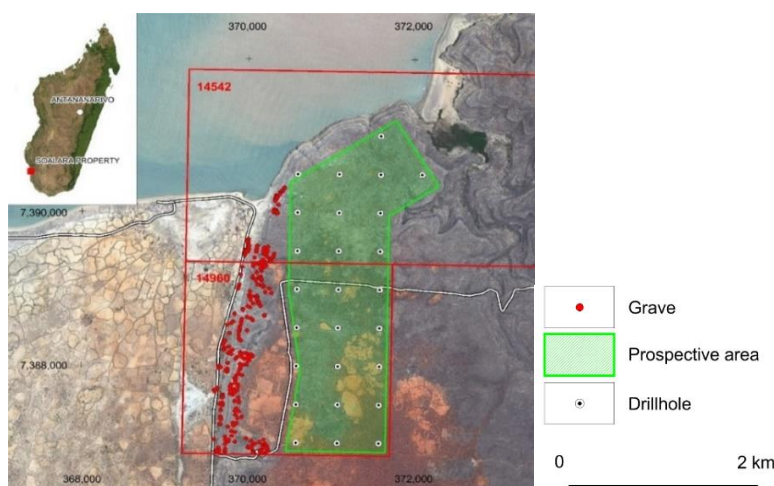 370,000 372,000
14542
ANTANANARIVO
SOALARA PROPERTY
7,390,000
14960
7,388,000
368,000 370,000 372,000
Grave
Prospective area
Drillhole
0 2 km